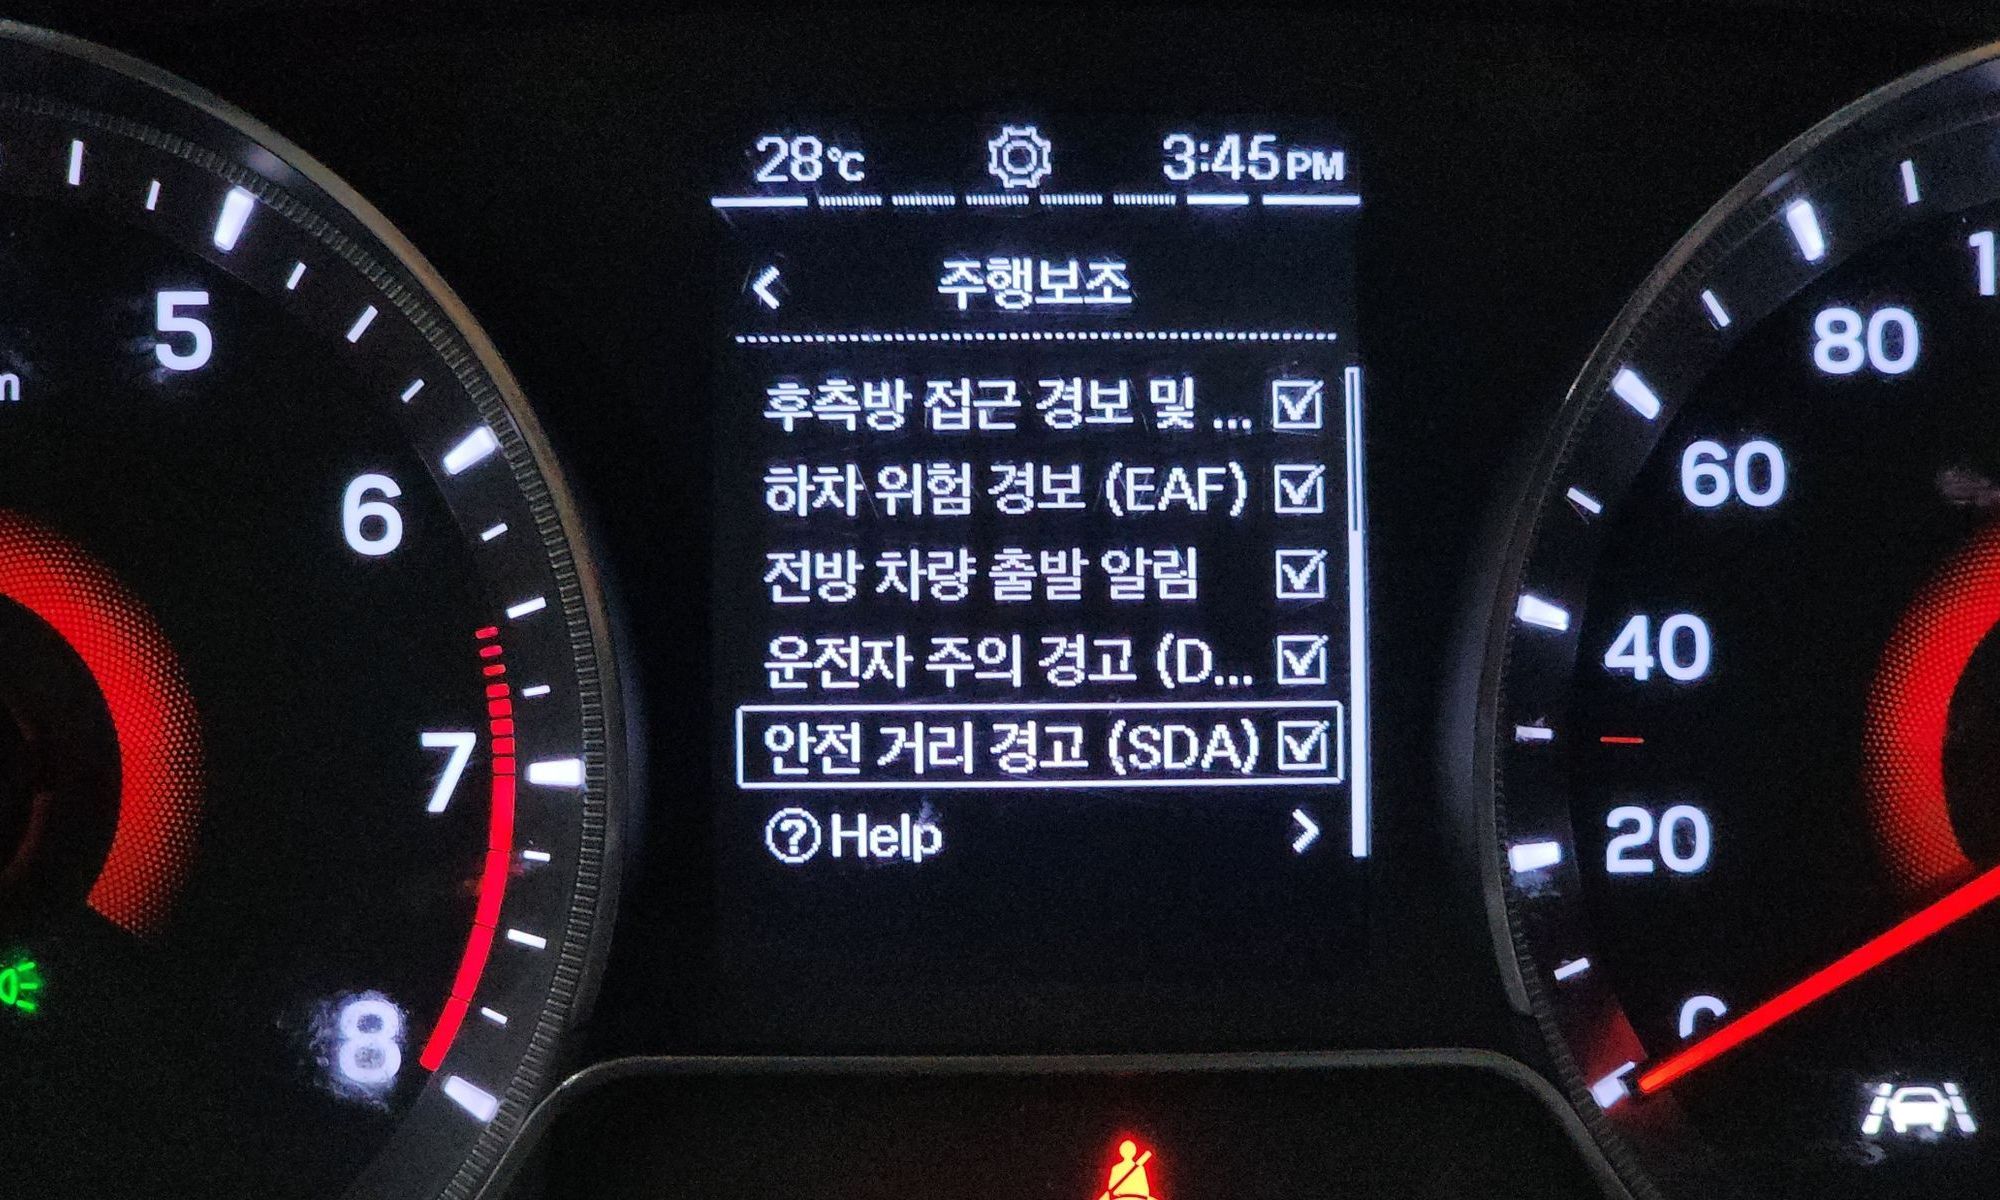 28℃ 3:45PM
주행보조
후측방 접근 경보 및 ...
하차 위험 경보 (EAF)
전방 차량 출발 알림
운전자 주의 경고 (D...
안전 거리 경고 (SDA)
? Help
5
6
7
8
80
60
40
20
0